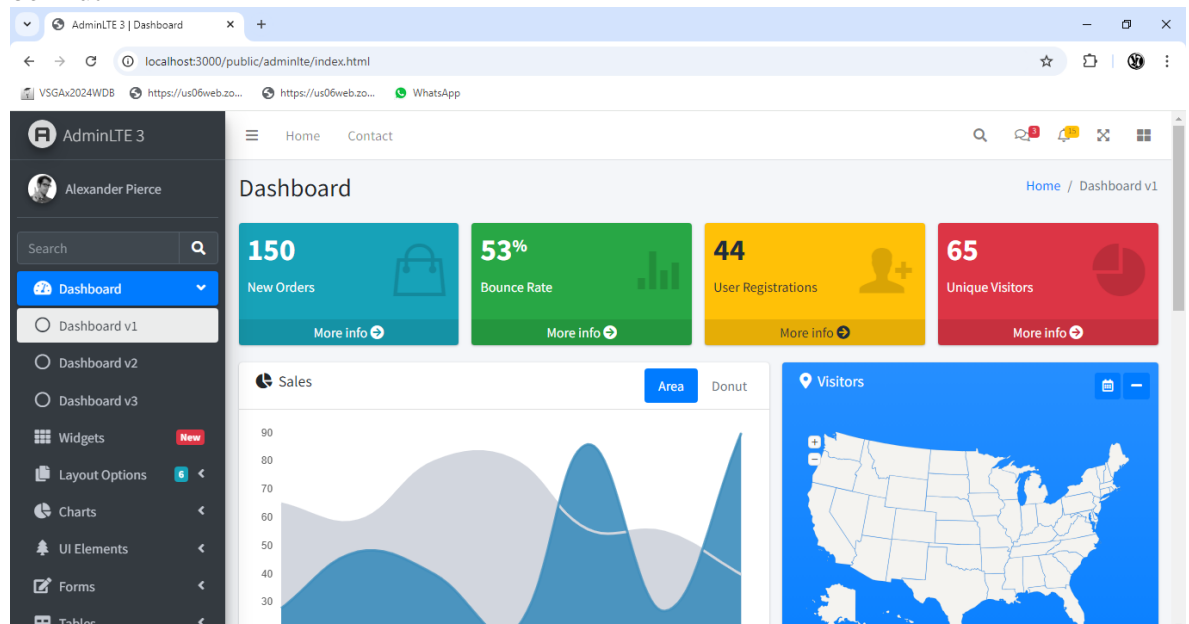 AdminLTE 3 | Dashboard
localhost:3000/public/adminlte/index.html
VSGAx2024WDB https://us06web.zo... https://us06web.zo... WhatsApp
AdminLTE 3
Home Contact
3
15
Alexander Pierce
Dashboard
Home / Dashboard v1
Search
150
New Orders
More info
53%
Bounce Rate
More info
44
User Registrations
More info
65
Unique Visitors
More info
Dashboard
Dashboard v1
Dashboard v2
Dashboard v3
Widgets New
Layout Options 6
Charts
UI Elements
Forms
Tables
Sales
Area Donut
90
80
70
60
50
40
30
Visitors
+
−